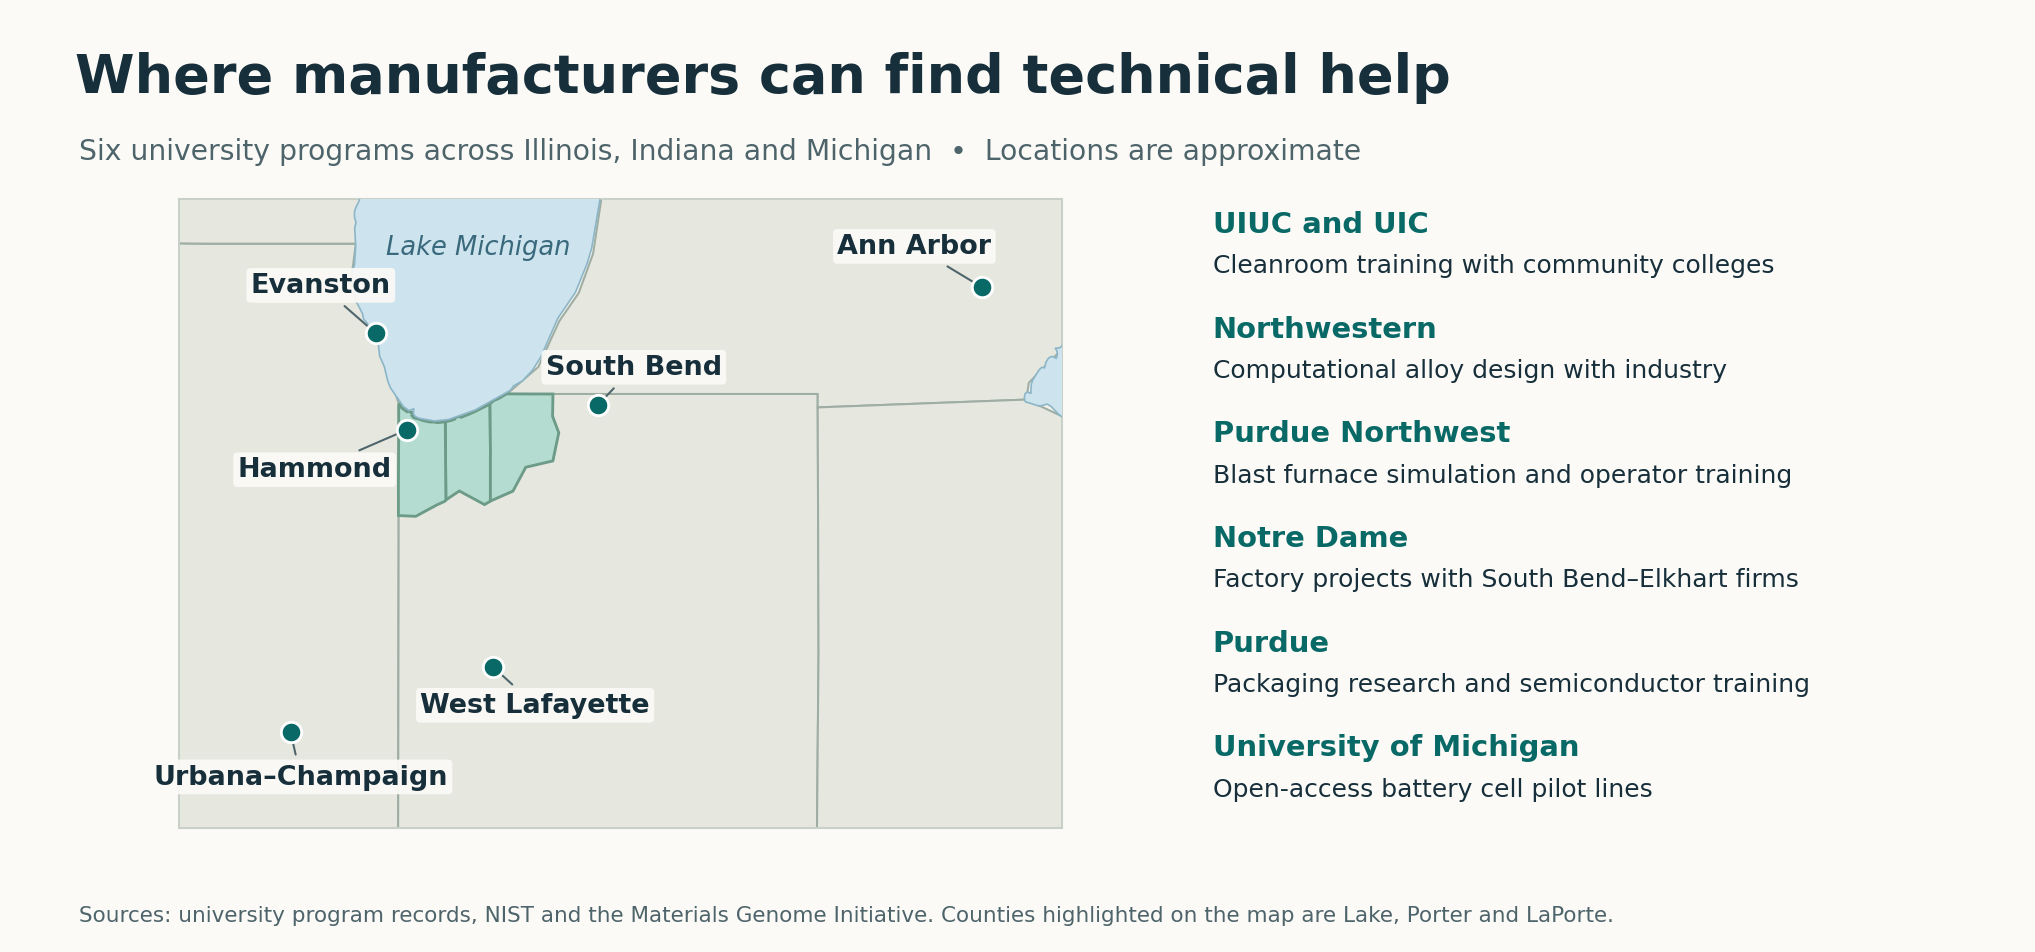 Where manufacturers can find technical help
Six university programs across Illinois, Indiana and Michigan • Locations are approximate
Lake Michigan
Ann Arbor
Evanston
South Bend
Hammond
West Lafayette
Urbana–Champaign
UIUC and UIC
Cleanroom training with community colleges
Northwestern
Computational alloy design with industry
Purdue Northwest
Blast furnace simulation and operator training
Notre Dame
Factory projects with South Bend–Elkhart firms
Purdue
Packaging research and semiconductor training
University of Michigan
Open-access battery cell pilot lines
Sources: university program records, NIST and the Materials Genome Initiative. Counties highlighted on the map are Lake, Porter and LaPorte.